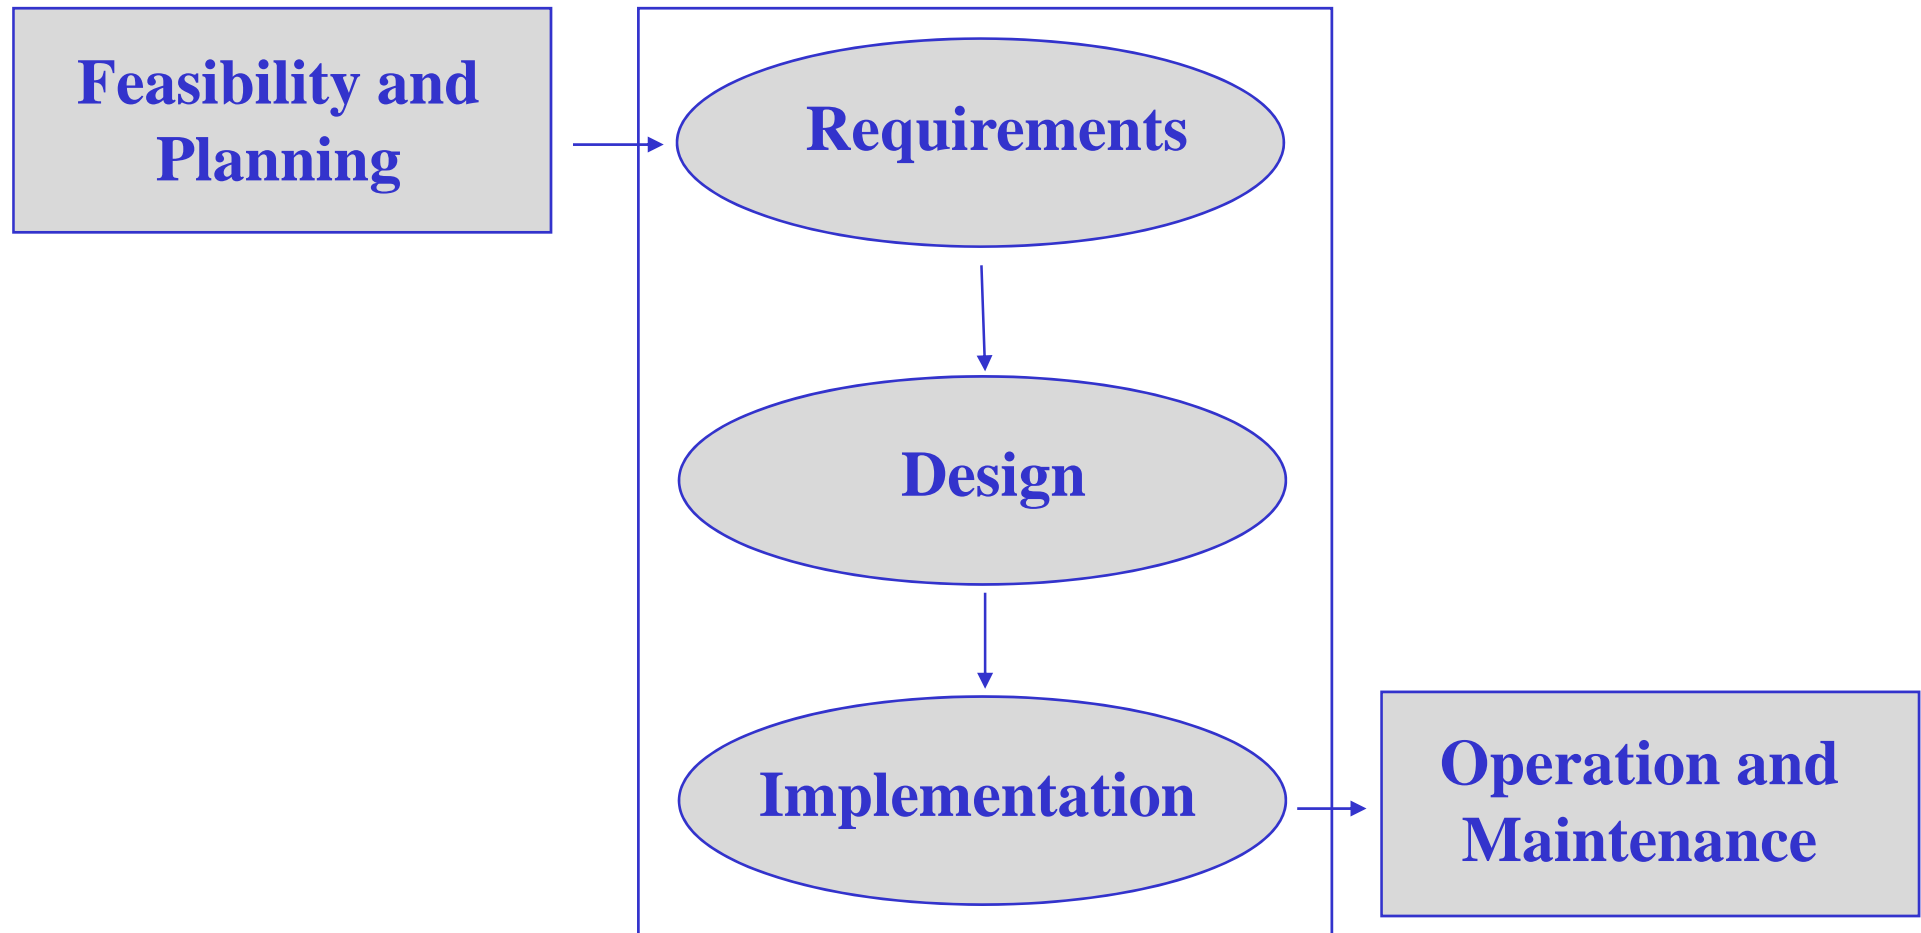 Feasibility and
Planning
Requirements
Design
Implementation
Operation and
Maintenance